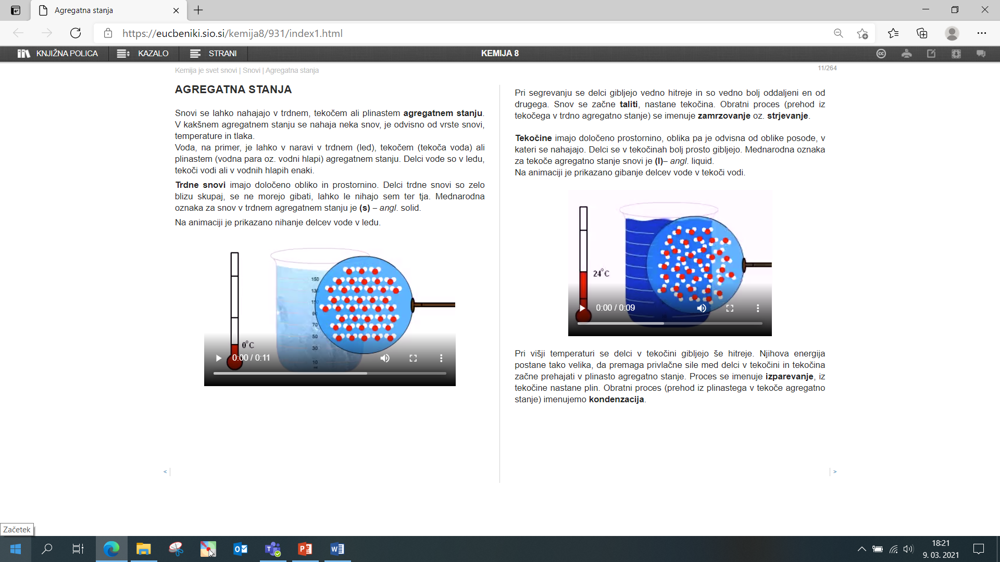 Agregatna stanja
https://eucbeniki.sio.si/kemija8/931/index1.html
KNJIŽNA POLICA
KAZALO
STRANI
KEMIJA 8
Kemija je svet snovi | Snovi | Agregatna stanja
11/264
AGREGATNA STANJA
Snovi se lahko nahajajo v trdnem, tekočem ali plinastem agregatnem stanju.
V kakšnem agregatnem stanju se nahaja neka snov, je odvisno od vrste snovi,
temperature in tlaka.
Voda, na primer, je lahko v naravi v trdnem (led), tekočem (tekoča voda) ali
plinastem (vodna para oz. vodni hlapi) agregatnem stanju. Delci vode so v ledu,
tekoči vodi ali v vodnih hlapih enaki.
Trdne snovi imajo določeno obliko in prostornino. Delci trdne snovi so zelo
blizu skupaj, se ne morejo gibati, lahko le nihajo sem ter tja. Mednarodna
oznaka za snov v trdnem agregatnem stanju je (s) – angl. solid.
Na animaciji je prikazano nihanje delcev vode v ledu.
150
130
110
90
70
50
30
10
0°C
0:00 / 0:11
Pri segrevanju se delci gibljejo vedno hitreje in so vedno bolj oddaljeni en od
drugega. Snov se začne taliti, nastane tekočina. Obratni proces (prehod iz
tekočega v trdno agregatno stanje) se imenuje zamrzovanje oz. strjevanje.
Tekočine imajo določeno prostornino, oblika pa je odvisna od oblike posode, v
kateri se nahajajo. Delci se v tekočinah bolj prosto gibljejo. Mednarodna oznaka
za tekoče agregatno stanje snovi je (l)– angl. liquid.
Na animaciji je prikazano gibanje delcev vode v tekoči vodi.
24°C
0:00 / 0:09
Pri višji temperaturi se delci v tekočini gibljejo še hitreje. Njihova energija
postane tako velika, da premaga privlačne sile med delci v tekočini in tekočina
začne prehajati v plinasto agregatno stanje. Proces se imenuje izparevanje, iz
tekočine nastane plin. Obratni proces (prehod iz plinastega v tekoče agregatno
stanje) imenujemo kondenzacija.
<
>
Začetek
18:21
9. 03. 2021